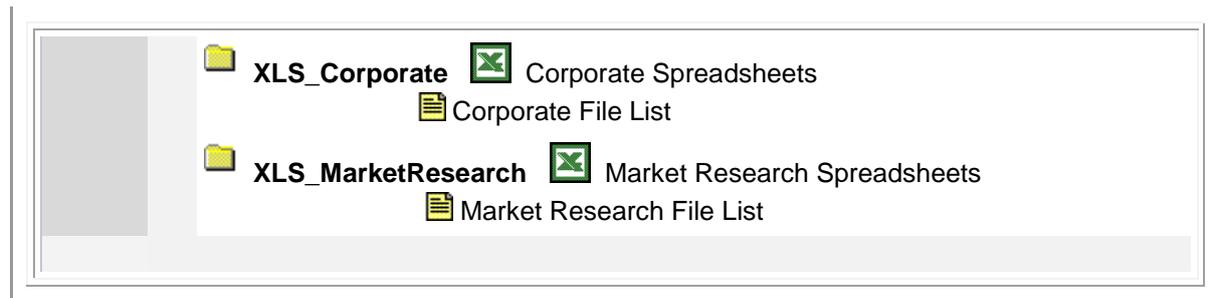 XLS_Corporate Corporate Spreadsheets
Corporate File List
XLS_MarketResearch Market Research Spreadsheets
Market Research File List